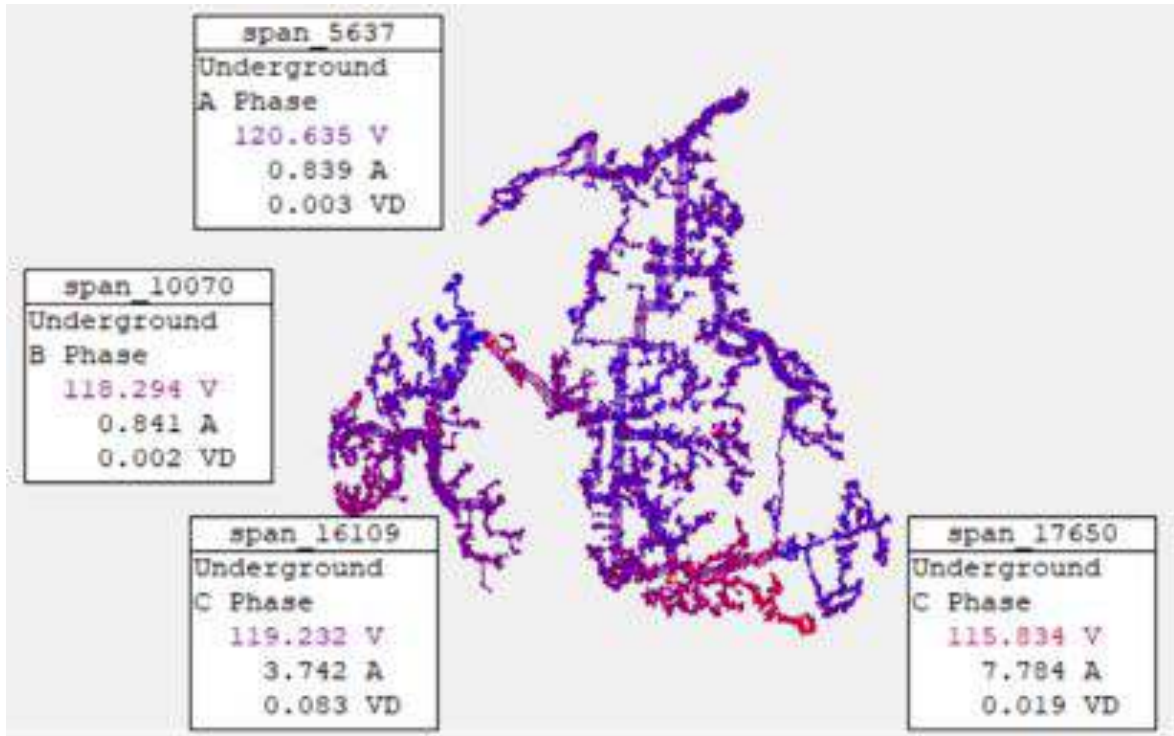 span_5637
Underground
A Phase
120.635 V
0.839 A
0.003 VD
span_10070
Underground
B Phase
118.294 V
0.841 A
0.002 VD
span_16109
Underground
C Phase
119.232 V
3.742 A
0.083 VD
span_17650
Underground
C Phase
115.834 V
7.784 A
0.019 VD